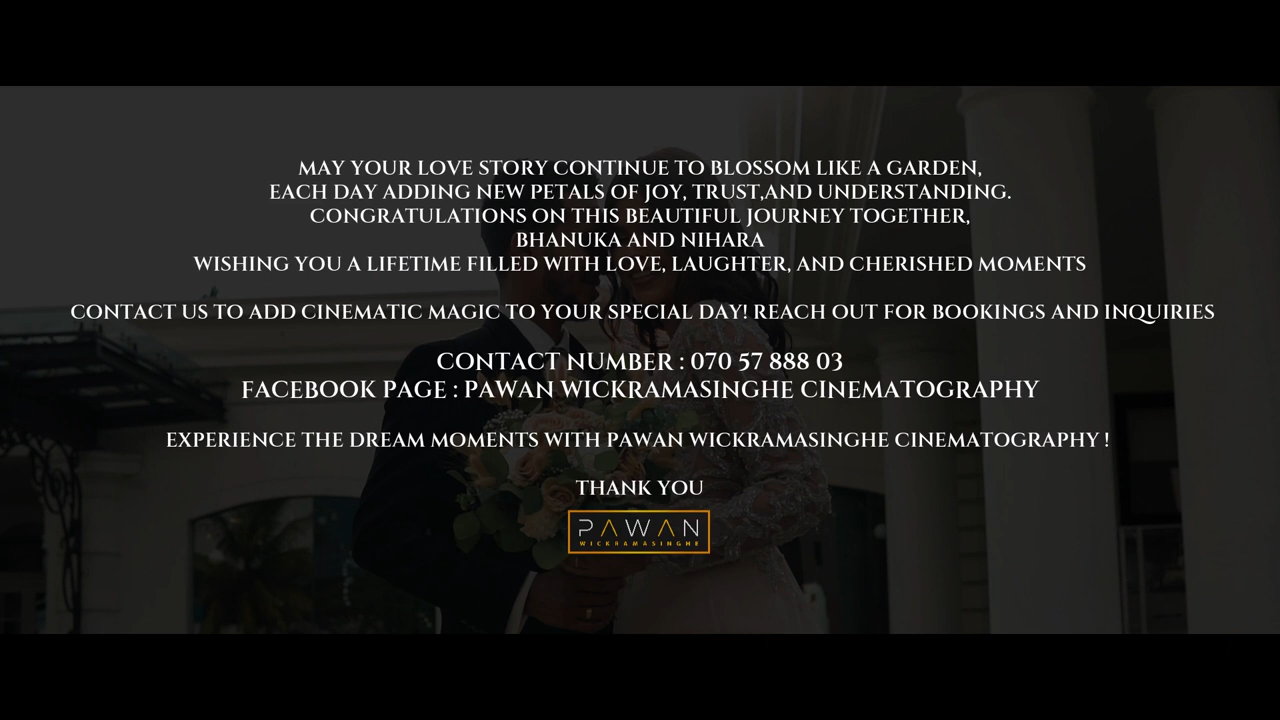 MAY YOUR LOVE STORY CONTINUE TO BLOSSOM LIKE A GARDEN,
EACH DAY ADDING NEW PETALS OF JOY, TRUST,AND UNDERSTANDING.
CONGRATULATIONS ON THIS BEAUTIFUL JOURNEY TOGETHER,
BHANUKA AND NIHARA
WISHING YOU A LIFETIME FILLED WITH LOVE, LAUGHTER, AND CHERISHED MOMENTS
CONTACT US TO ADD CINEMATIC MAGIC TO YOUR SPECIAL DAY! REACH OUT FOR BOOKINGS AND INQUIRIES
CONTACT NUMBER : 070 57 888 03
FACEBOOK PAGE : PAWAN WICKRAMASINGHE CINEMATOGRAPHY
EXPERIENCE THE DREAM MOMENTS WITH PAWAN WICKRAMASINGHE CINEMATOGRAPHY !
THANK YOU
PAWAN
WICKRAMASINGHE